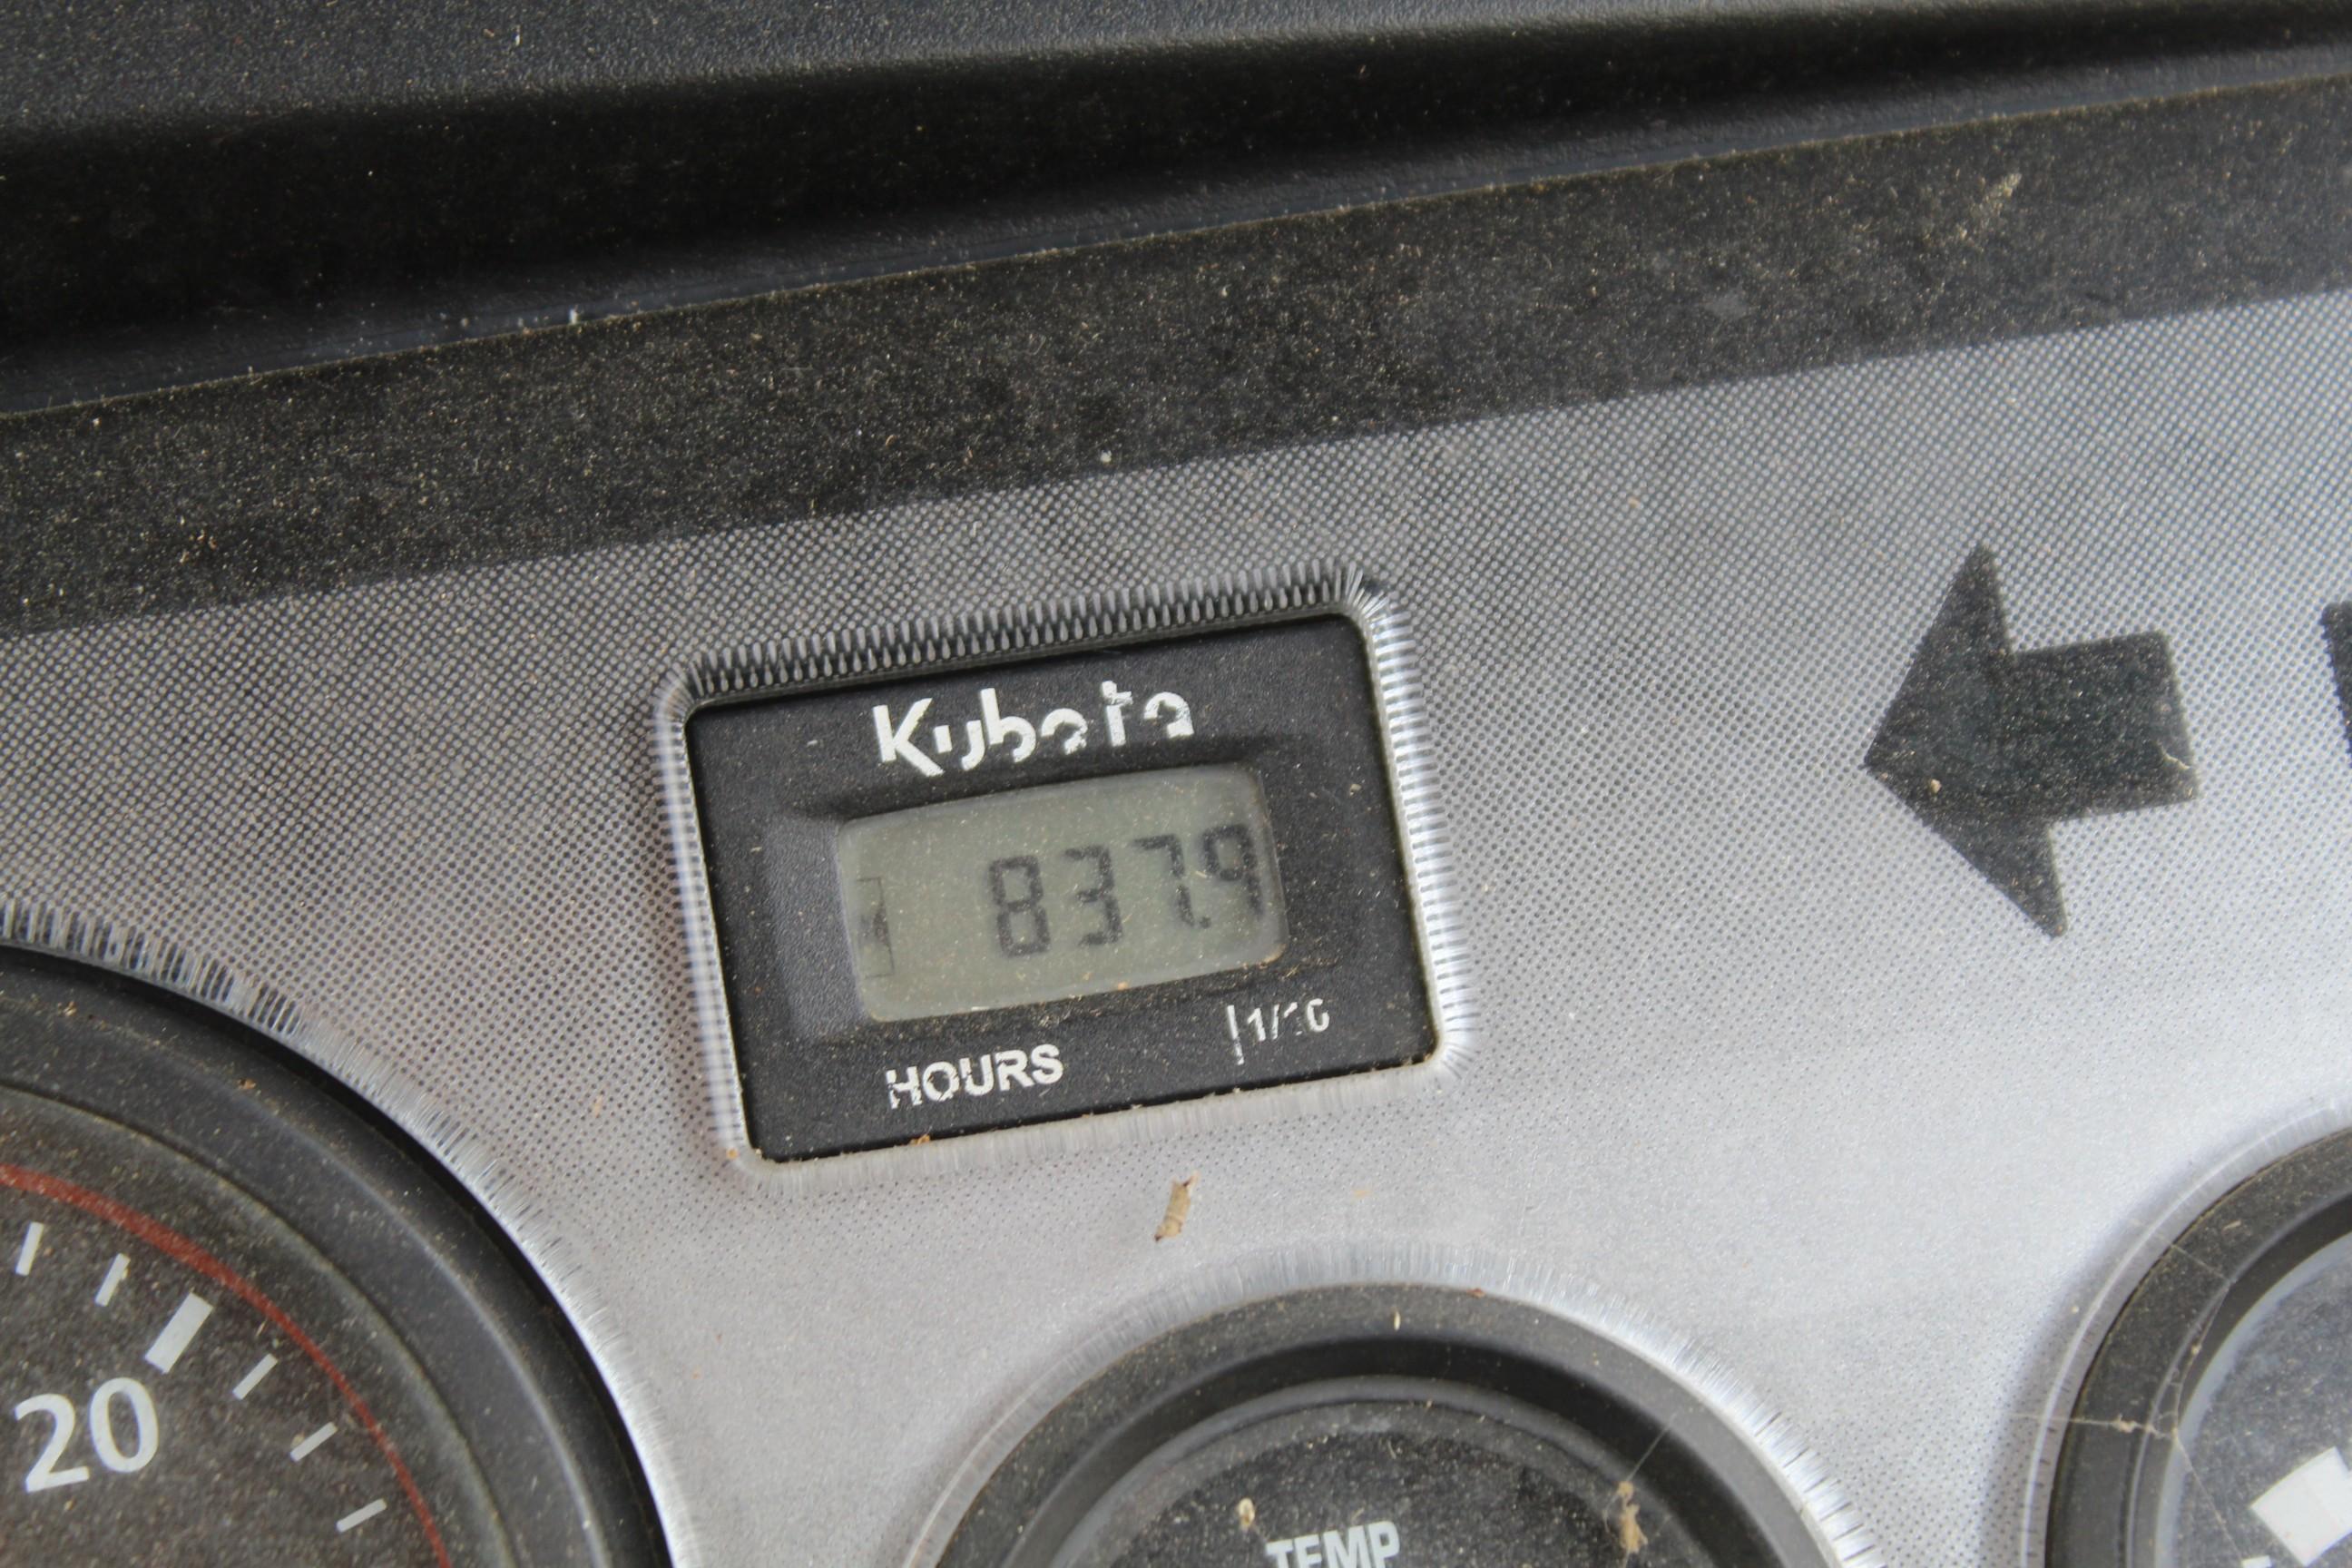 Kubota
837.9
HOURS
1/10
20
TEMP